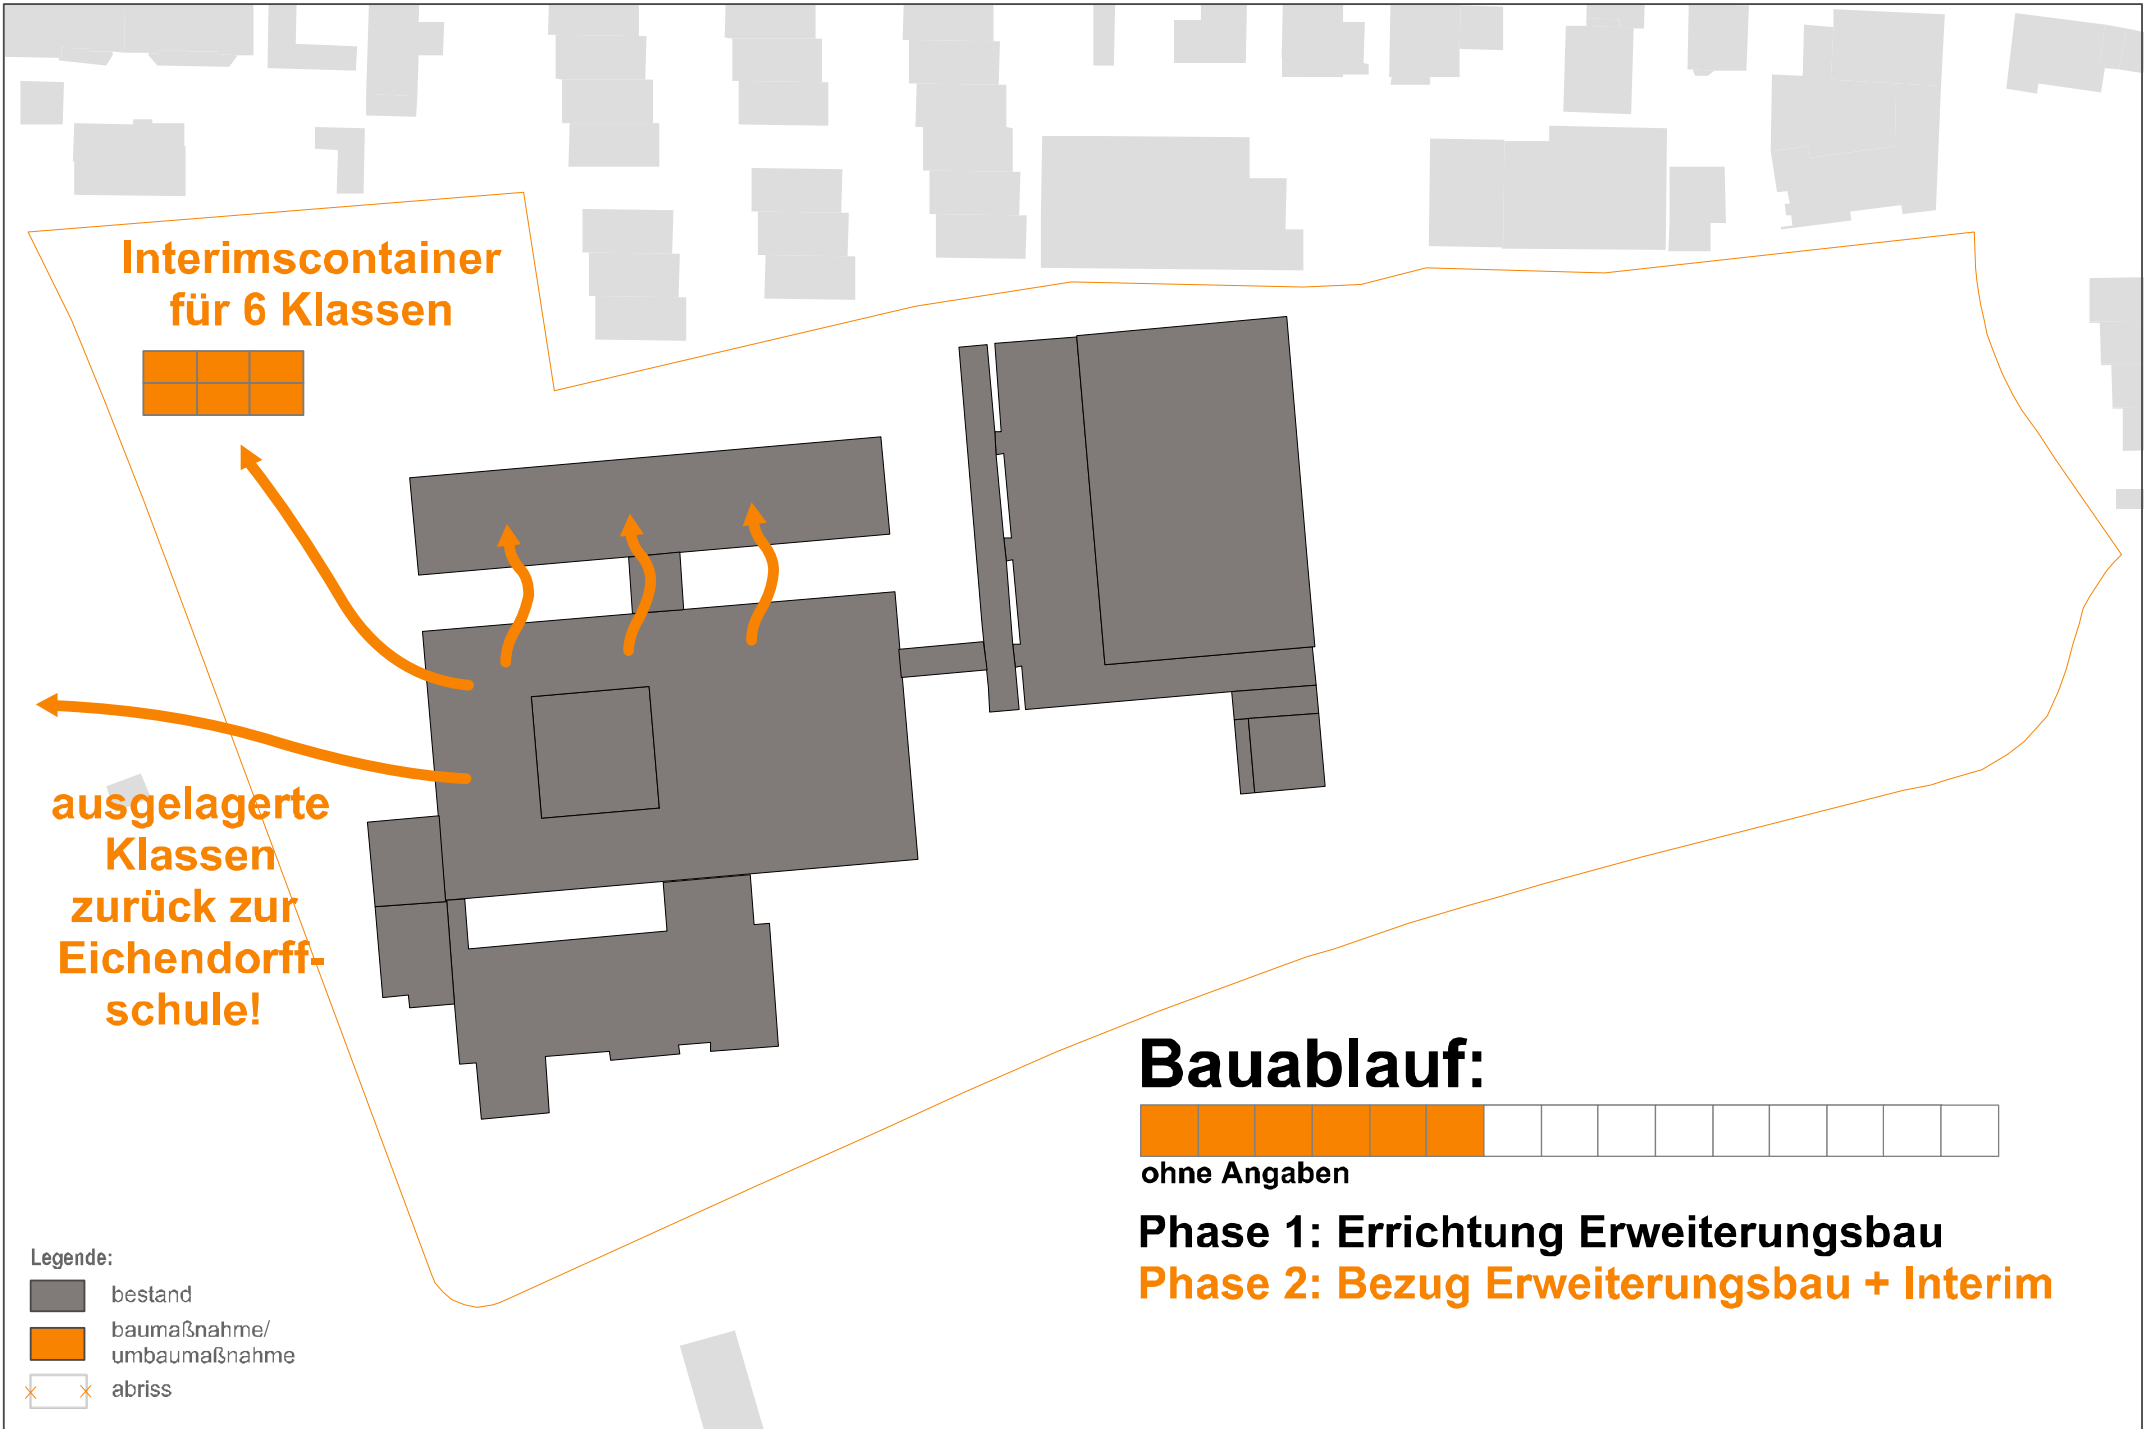 Interimscontainer
für 6 Klassen
ausgelagerte
Klassen
zurück zur
Eichendorff-
schule!
Bauablauf:
ohne Angaben
Phase 1: Errichtung Erweiterungsbau
Phase 2: Bezug Erweiterungsbau + Interim
Legende:
bestand
baumaßnahme/
umbaumaßnahme
abriss